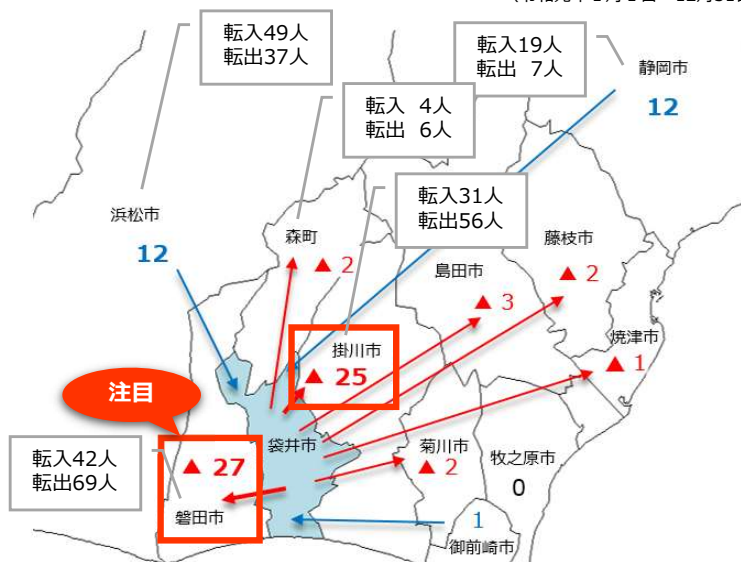 転入49人
転出37人
転入19人
転出 7人
静岡市
12
転入 4人
転出 6人
転入31人
転出56人
浜松市
12
森町
▲ 2
藤枝市
▲ 2
島田市
▲ 3
焼津市
▲ 1
掛川市
▲ 25
注目
袋井市
菊川市
▲ 2
牧之原市
0
転入42人
転出69人
▲ 27
磐田市
1
御前崎市